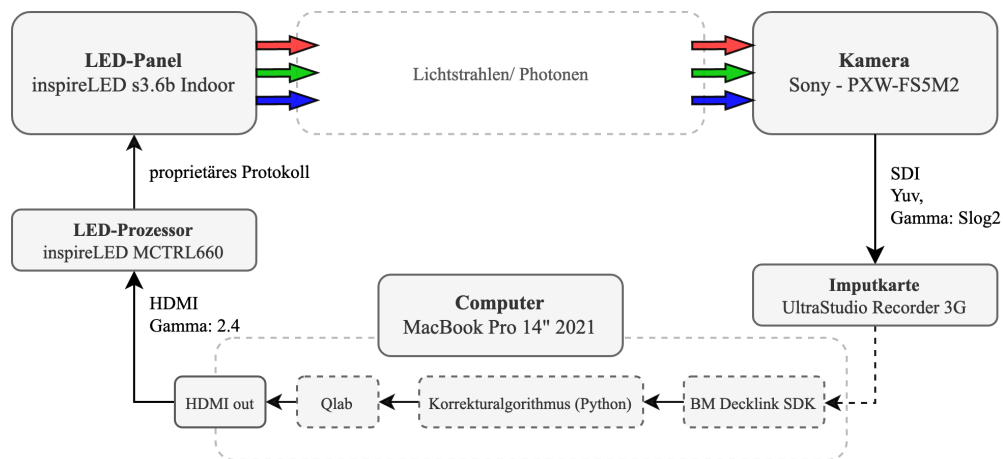 LED-Panel
inspireLED s3.6b Indoor
Lichtstrahlen/ Photonen
Kamera
Sony - PXW-FS5M2
proprietäres Protokoll
SDI
Yuv,
Gamma: Slog2
LED-Prozessor
inspireLED MCTRL660
HDMI
Gamma: 2.4
Computer
MacBook Pro 14" 2021
Imputkarte
UltraStudio Recorder 3G
HDMI out
Qlab
Korrekturalgorithmus (Python)
BM Decklink SDK